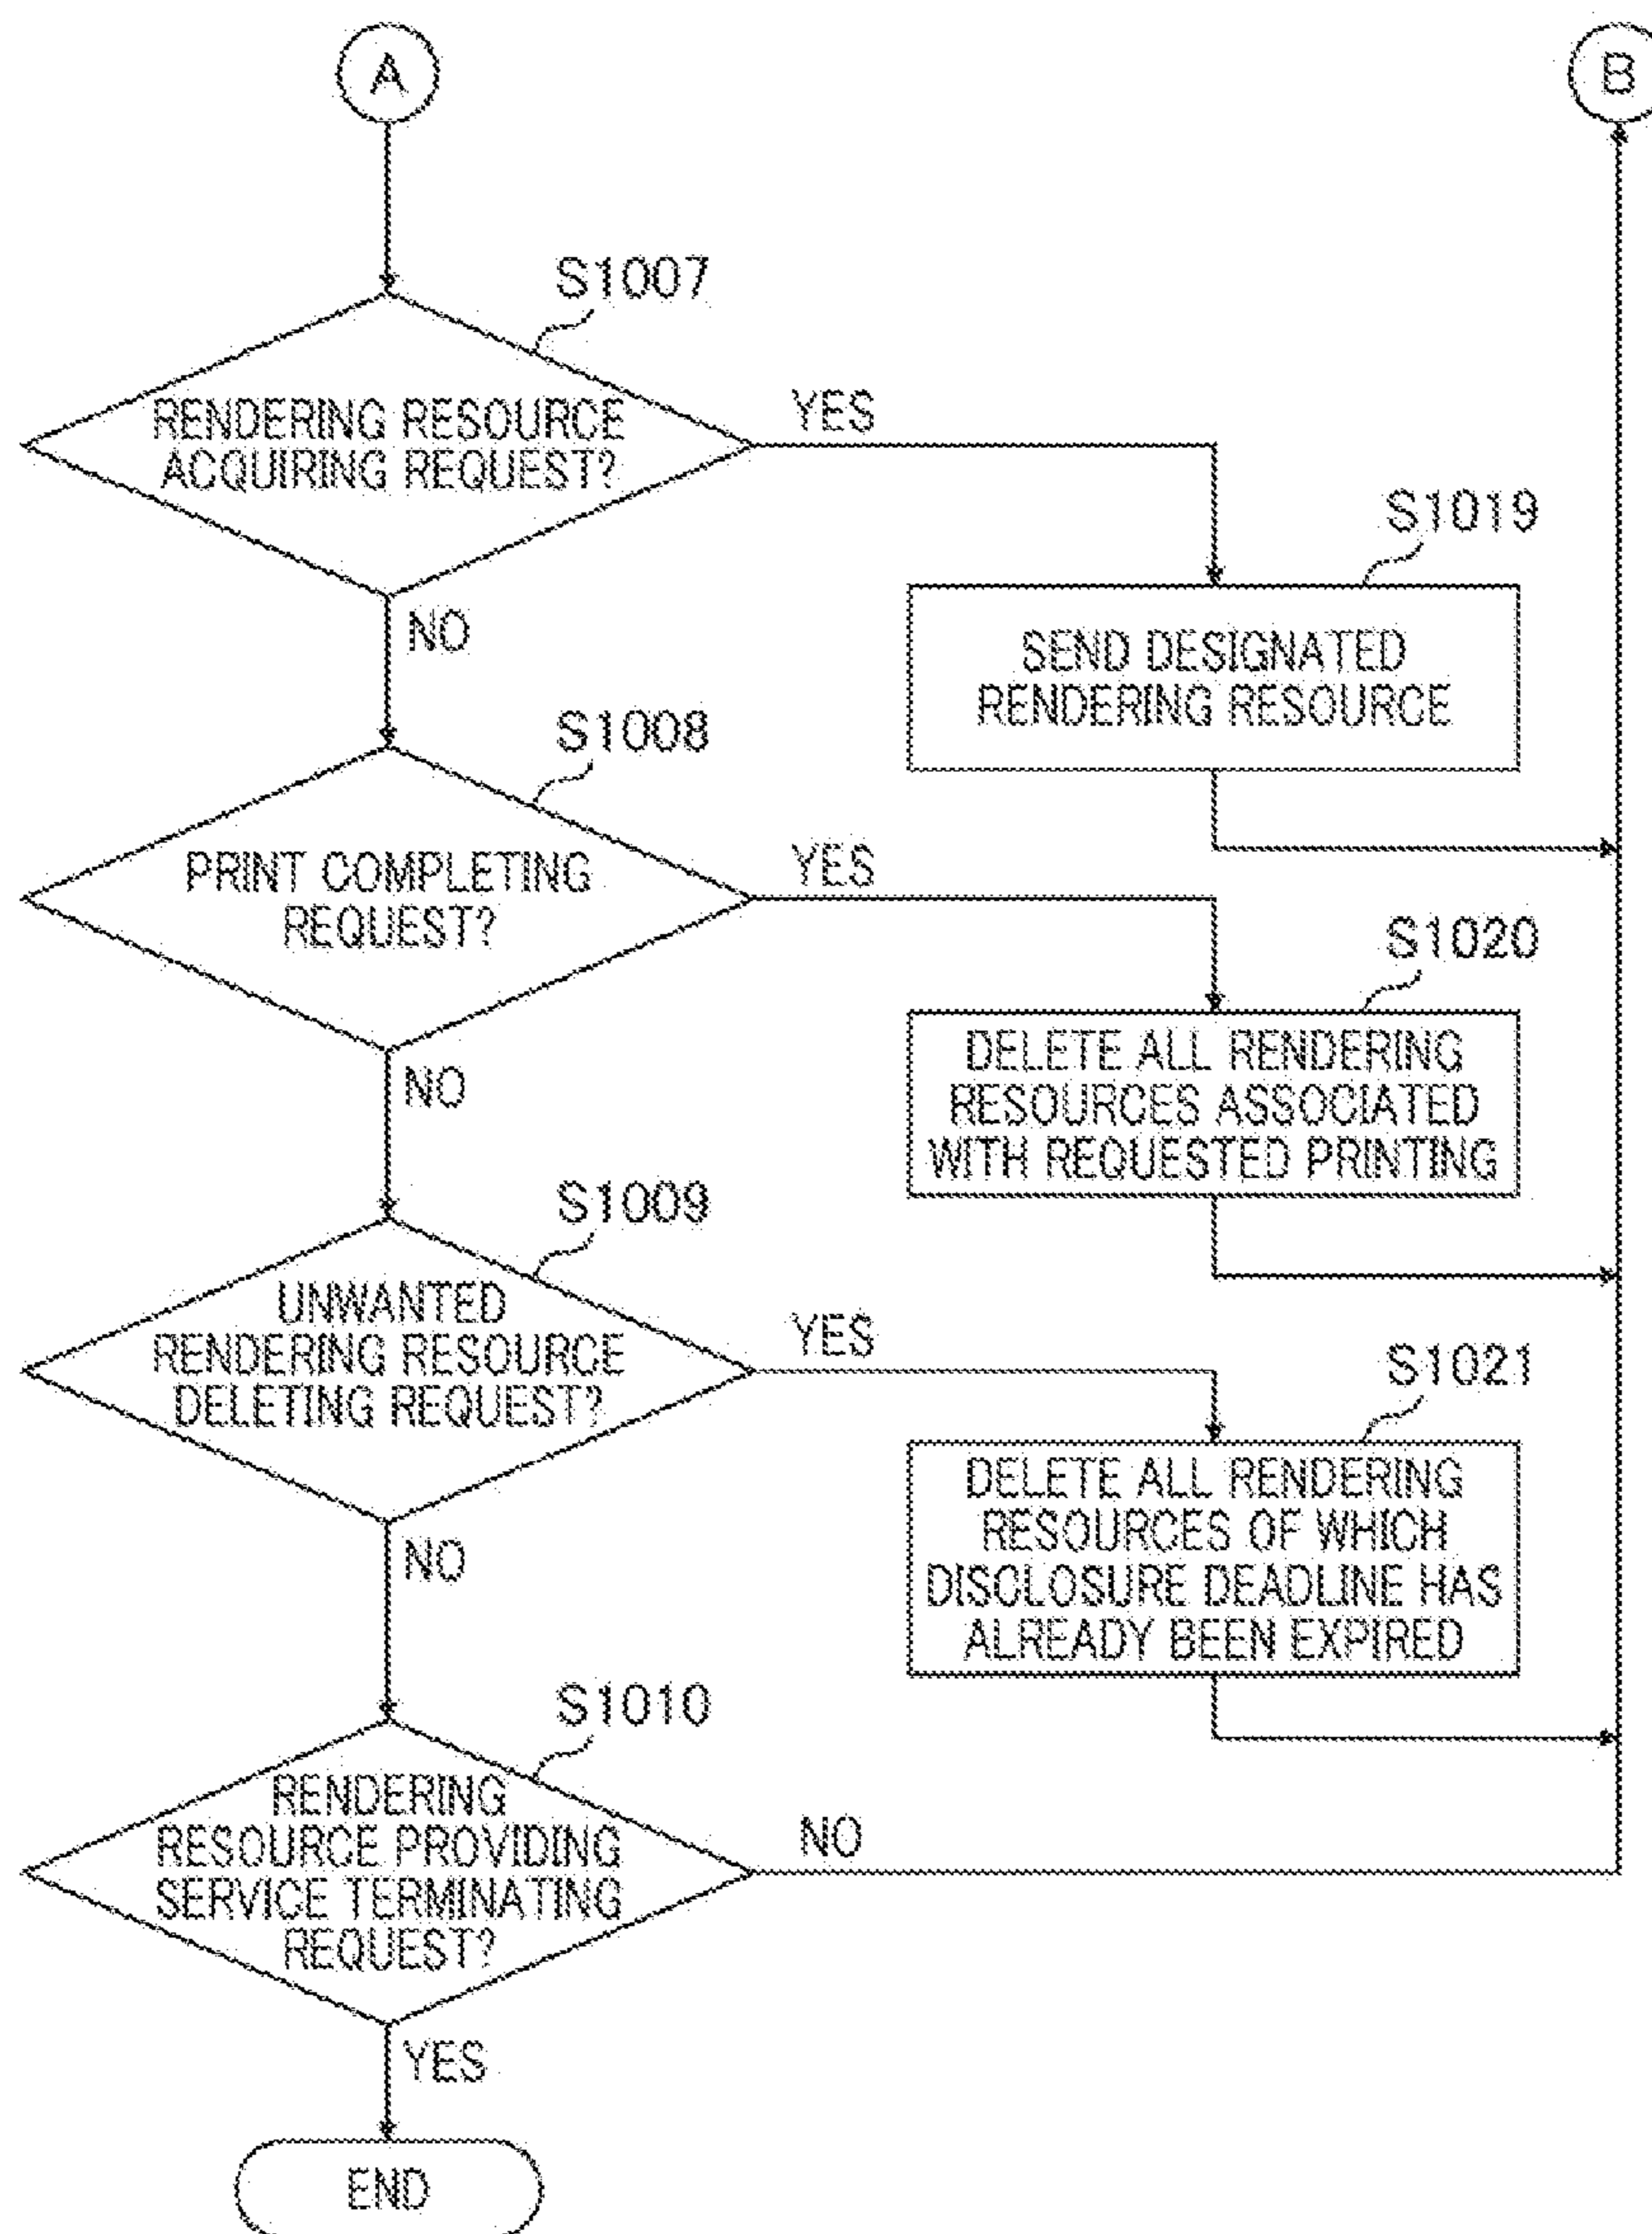 A
B
S1007
RENDERING RESOURCE
ACQUIRING REQUEST?
YES
NO
S1019
SEND DESIGNATED
RENDERING RESOURCE
S1008
PRINT COMPLETING
REQUEST?
YES
NO
S1020
DELETE ALL RENDERING
RESOURCES ASSOCIATED
WITH REQUESTED PRINTING
S1009
UNWANTED
RENDERING RESOURCE
DELETING REQUEST?
YES
NO
S1021
DELETE ALL RENDERING
RESOURCES OF WHICH
DISCLOSURE DEADLINE HAS
ALREADY BEEN EXPIRED
S1010
RENDERING
RESOURCE PROVIDING
SERVICE TERMINATING
REQUEST?
NO
YES
END